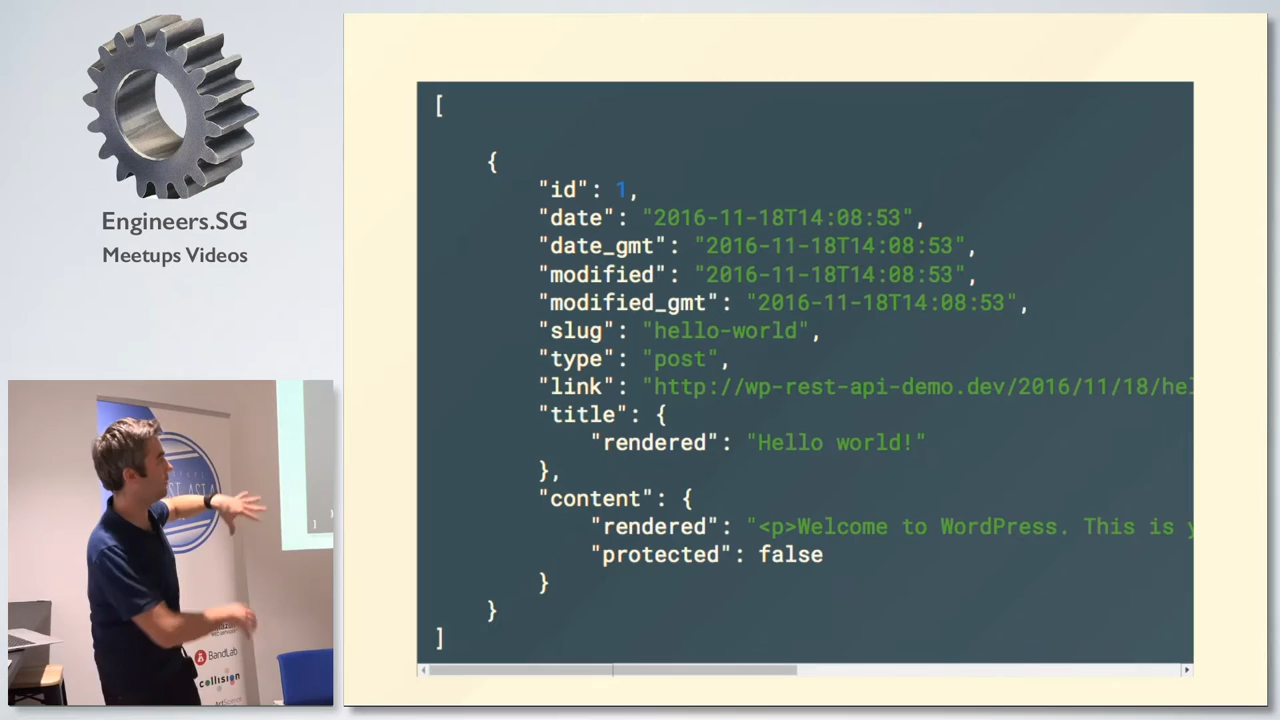 Engineers.SG
Meetups Videos
[
{
"id": 1,
"date": "2016-11-18T14:08:53",
"date_gmt": "2016-11-18T14:08:53",
"modified": "2016-11-18T14:08:53",
"modified_gmt": "2016-11-18T14:08:53",
"slug": "hello-world",
"type": "post",
"link": "http://wp-rest-api-demo.dev/2016/11/18/hel
"title": {
"rendered": "Hello world!"
},
"content": {
"rendered": "<p>Welcome to WordPress. This is y
"protected": false
}
}
]
BandLab
collision